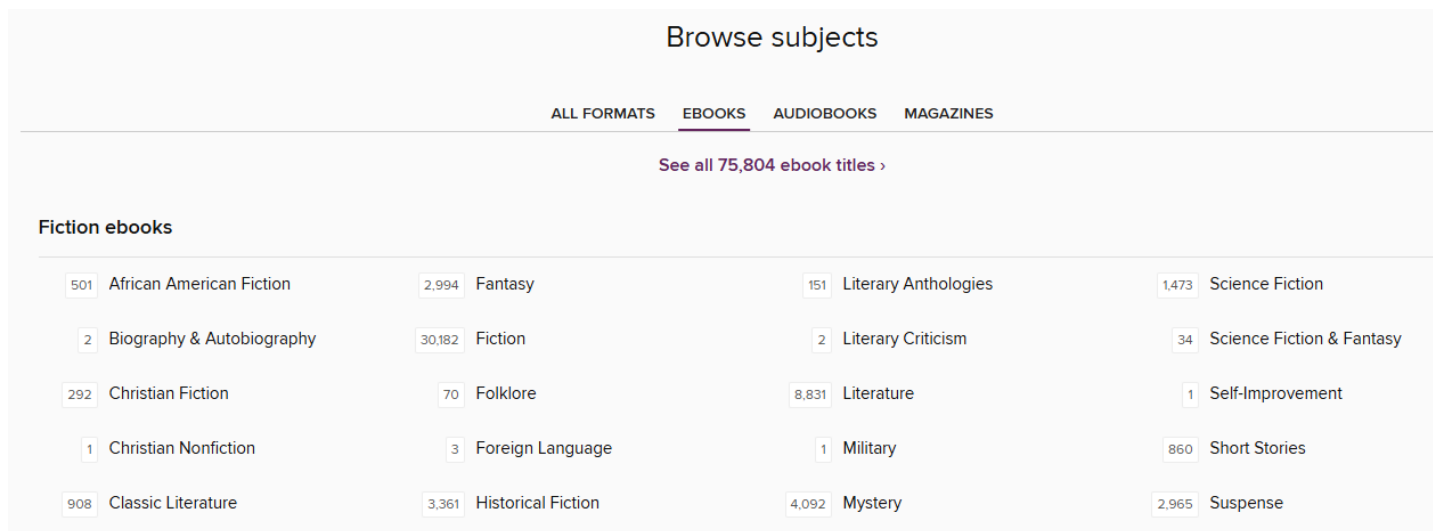 Browse subjects
ALL FORMATS EBOOKS AUDIOBOOKS MAGAZINES
See all 75,804 ebook titles ›
Fiction ebooks
501 African American Fiction 2,994 Fantasy 151 Literary Anthologies 1,473 Science Fiction
2 Biography & Autobiography 30,182 Fiction 2 Literary Criticism 34 Science Fiction & Fantasy
292 Christian Fiction 70 Folklore 8,831 Literature 1 Self-Improvement
1 Christian Nonfiction 3 Foreign Language 1 Military 860 Short Stories
908 Classic Literature 3,361 Historical Fiction 4,092 Mystery 2,965 Suspense